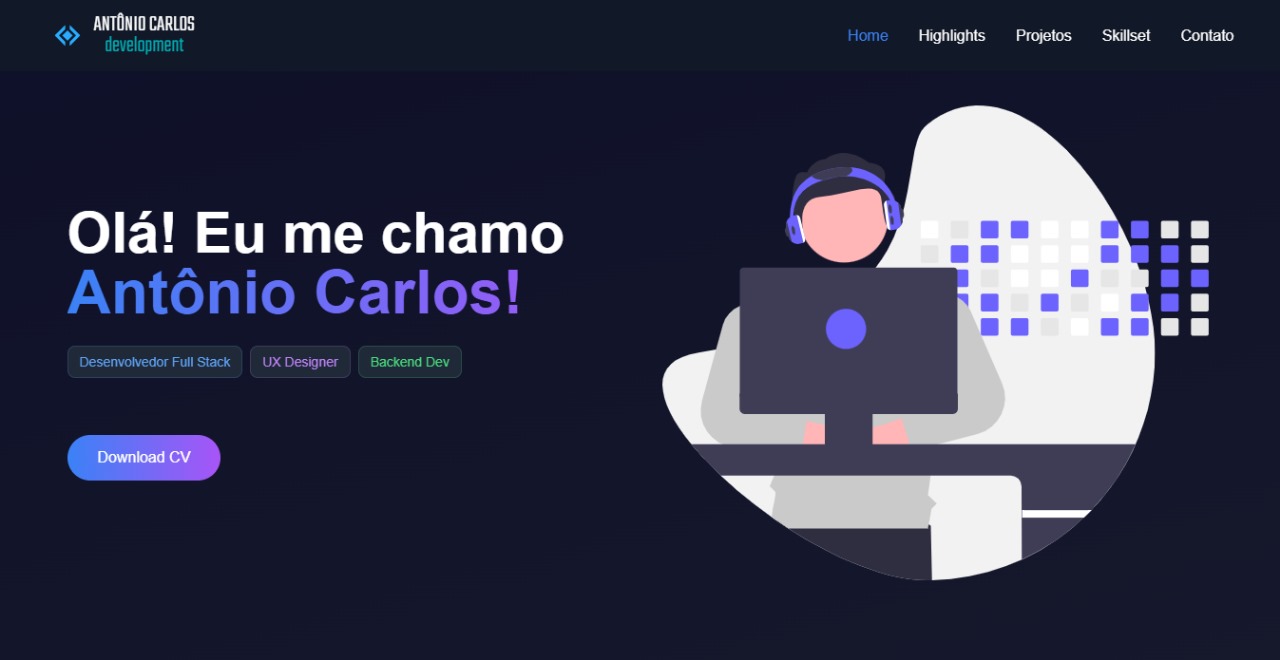 ANTÔNIO CARLOS
development
Home Highlights Projetos Skillset Contato
Olá! Eu me chamo
Antônio Carlos!
Desenvolvedor Full Stack UX Designer Backend Dev
Download CV